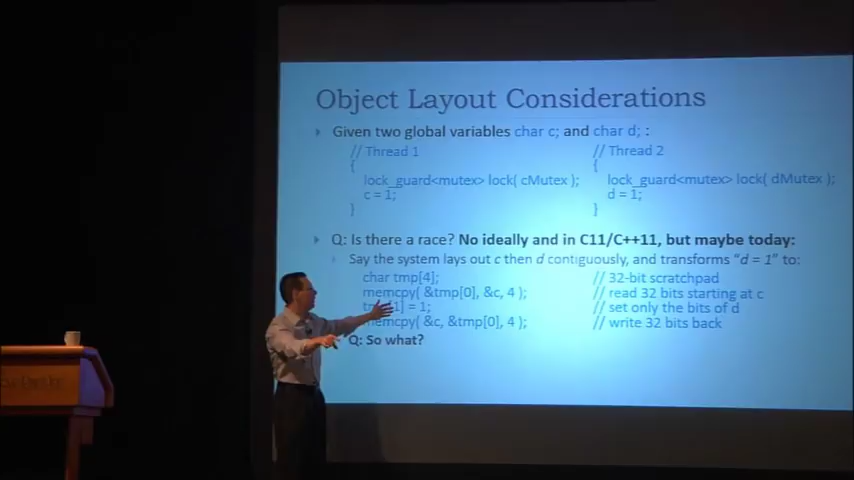 Object Layout Considerations
Given two global variables char c; and char d; :
// Thread 1
{
lock_guard<mutex> lock( cMutex );
c = 1;
}
// Thread 2
{
lock_guard<mutex> lock( dMutex );
d = 1;
}
Q: Is there a race? No ideally and in C11/C++11, but maybe today:
Say the system lays out c then d contiguously, and transforms "d = 1" to:
char tmp[4]; // 32-bit scratchpad
memcpy( &tmp[0], &c, 4 ); // read 32 bits starting at c
tmp[1] = 1; // set only the bits of d
memcpy( &c, &tmp[0], 4 ); // write 32 bits back
Q: So what?